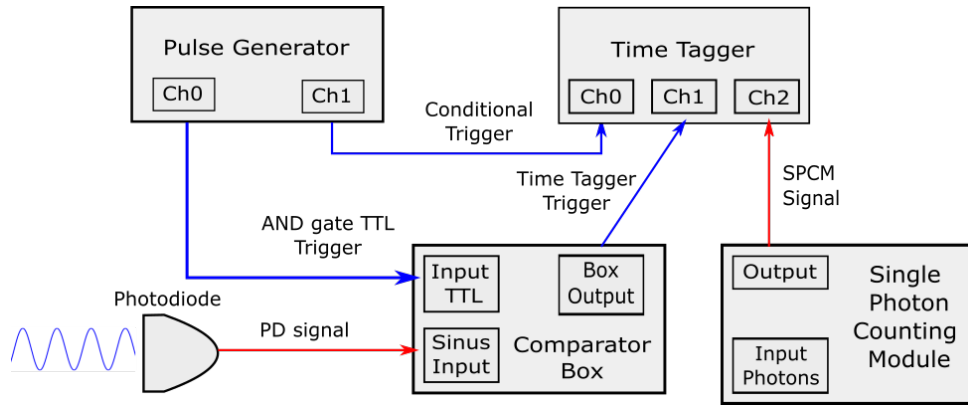 Pulse Generator
Ch0
Ch1
Time Tagger
Ch0
Ch1
Ch2
Conditional
Trigger
Time Tagger
Trigger
SPCM
Signal
AND gate TTL
Trigger
Photodiode
PD signal
Input
TTL
Box
Output
Sinus
Input
Comparator
Box
Output
Single
Photon
Counting
Module
Input
Photons